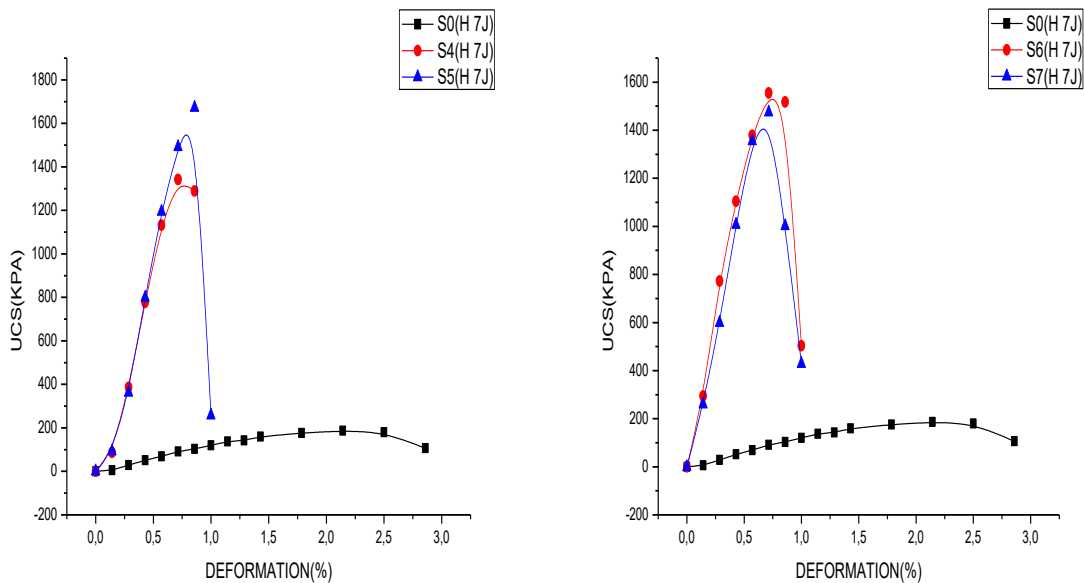 S0(H 7J)
S4(H 7J)
S5(H 7J)
1800
1600
1400
1200
1000
800
600
400
200
0
-200
UCS(KPA)
0,0 0,5 1,0 1,5 2,0 2,5 3,0
DEFORMATION(%)
S0(H 7J)
S6(H 7J)
S7(H 7J)
1600
1400
1200
1000
800
600
400
200
0
-200
UCS(KPA)
0,0 0,5 1,0 1,5 2,0 2,5 3,0
DEFORMATION(%)